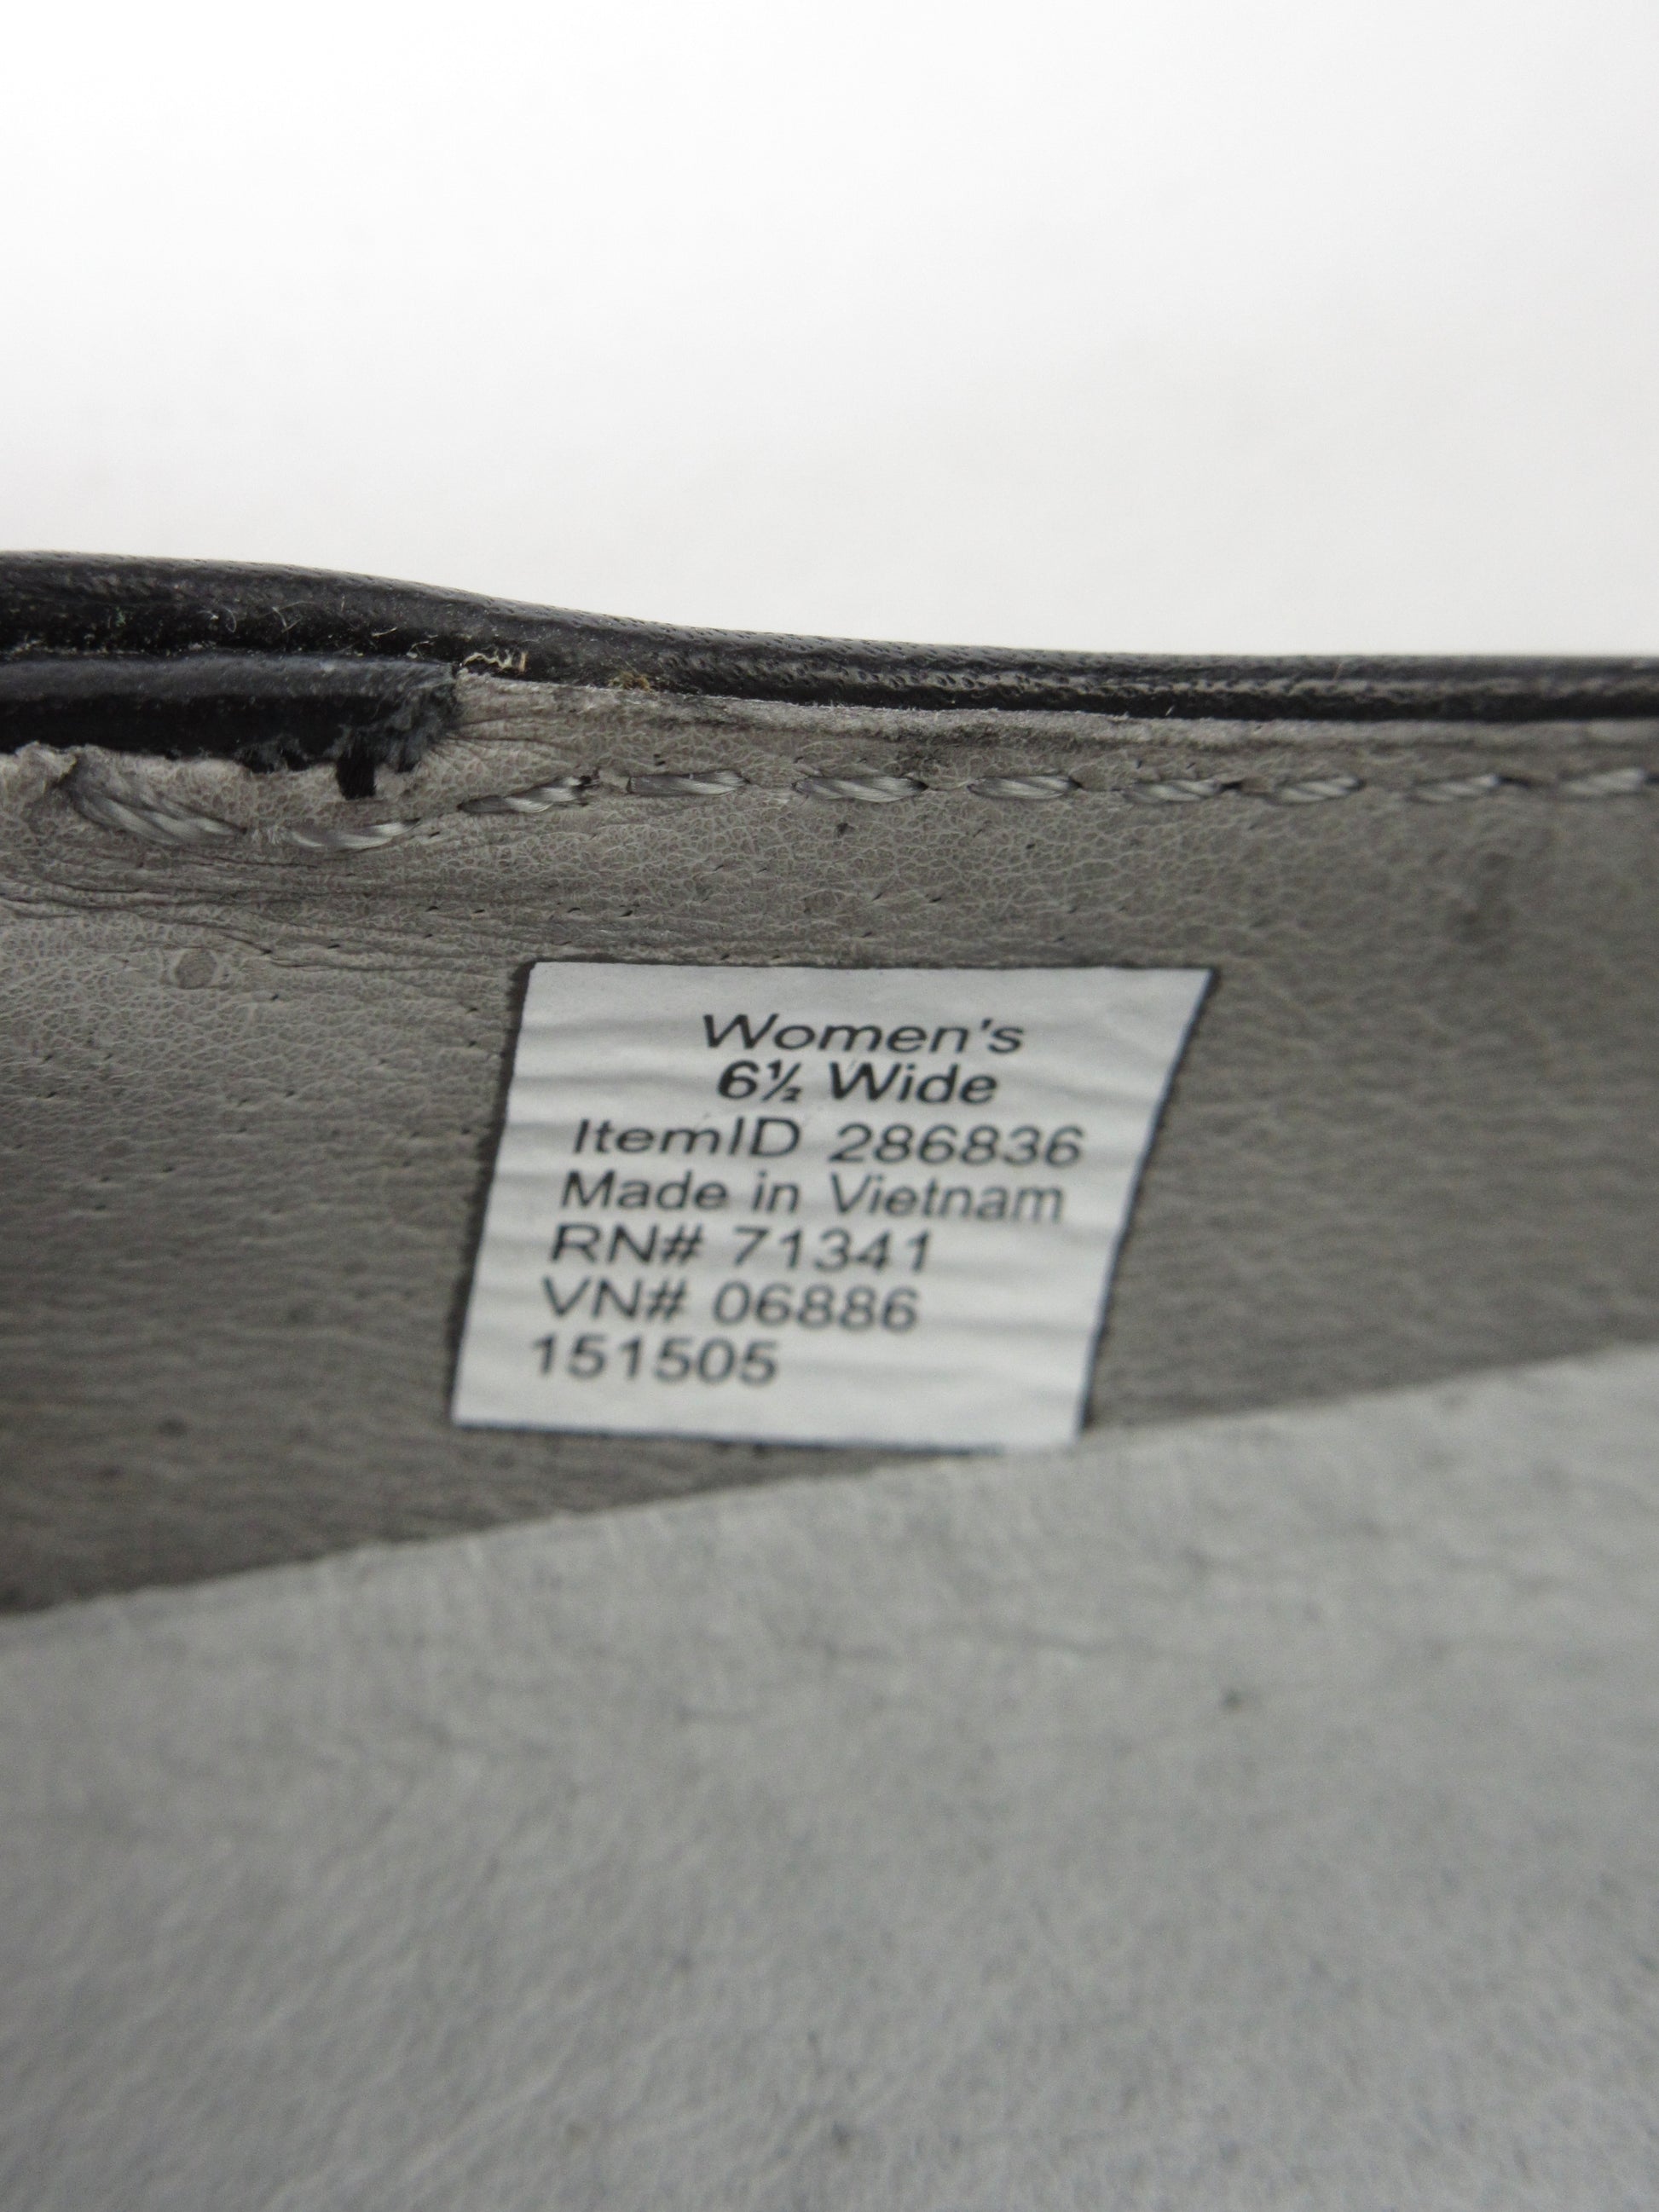 Women's
6½ Wide
ItemID 286836
Made in Vietnam
RN# 71341
VN# 06886
151505